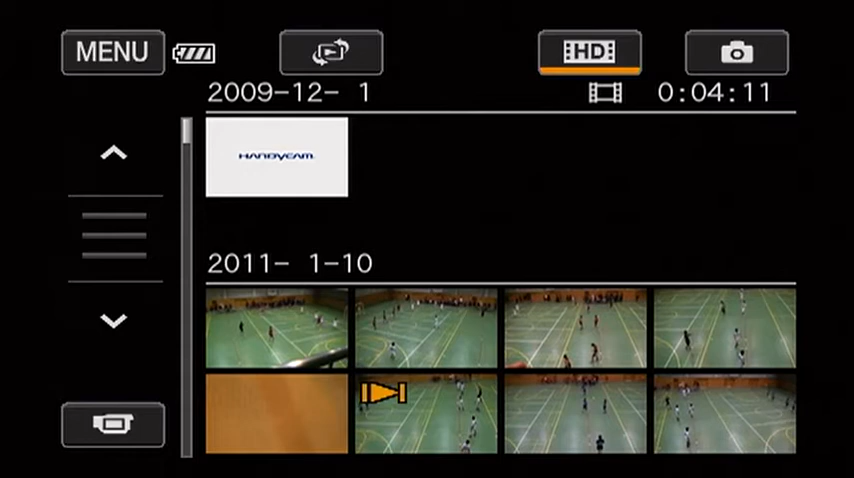 MENU
HD
2009-12- 1
0:04:11
HANDYCAM
2011- 1-10